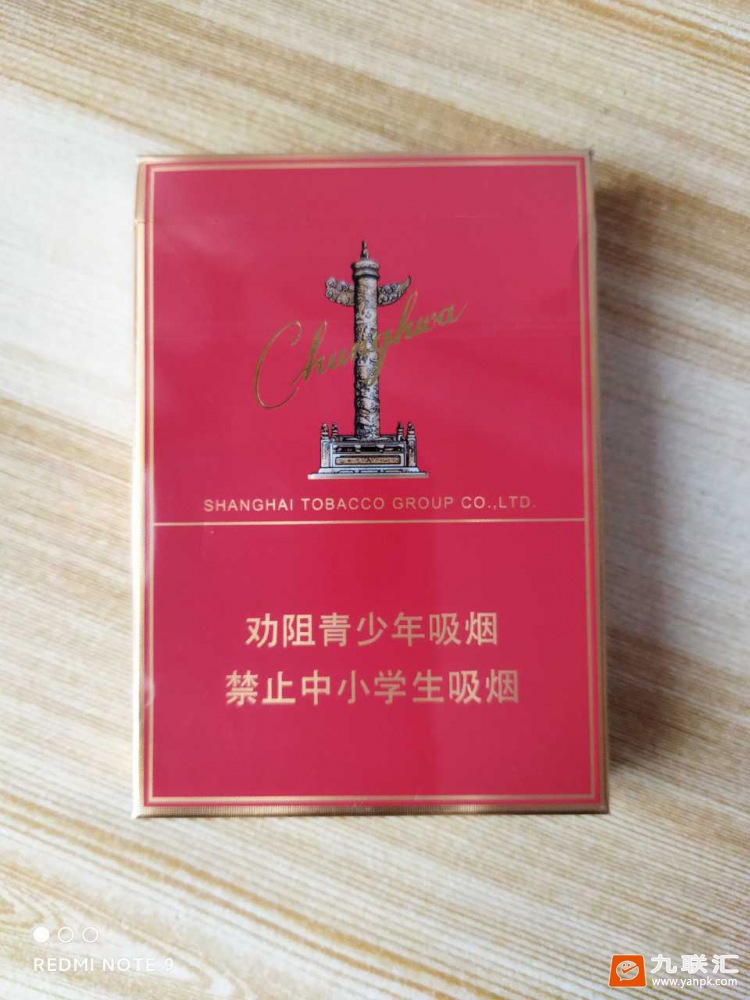 Chunghwa
SHANGHAI TOBACCO GROUP CO.,LTD.
劝阻青少年吸烟
禁止中小学生吸烟
REDMI NOTE 9
九联汇
www.yanpk.com